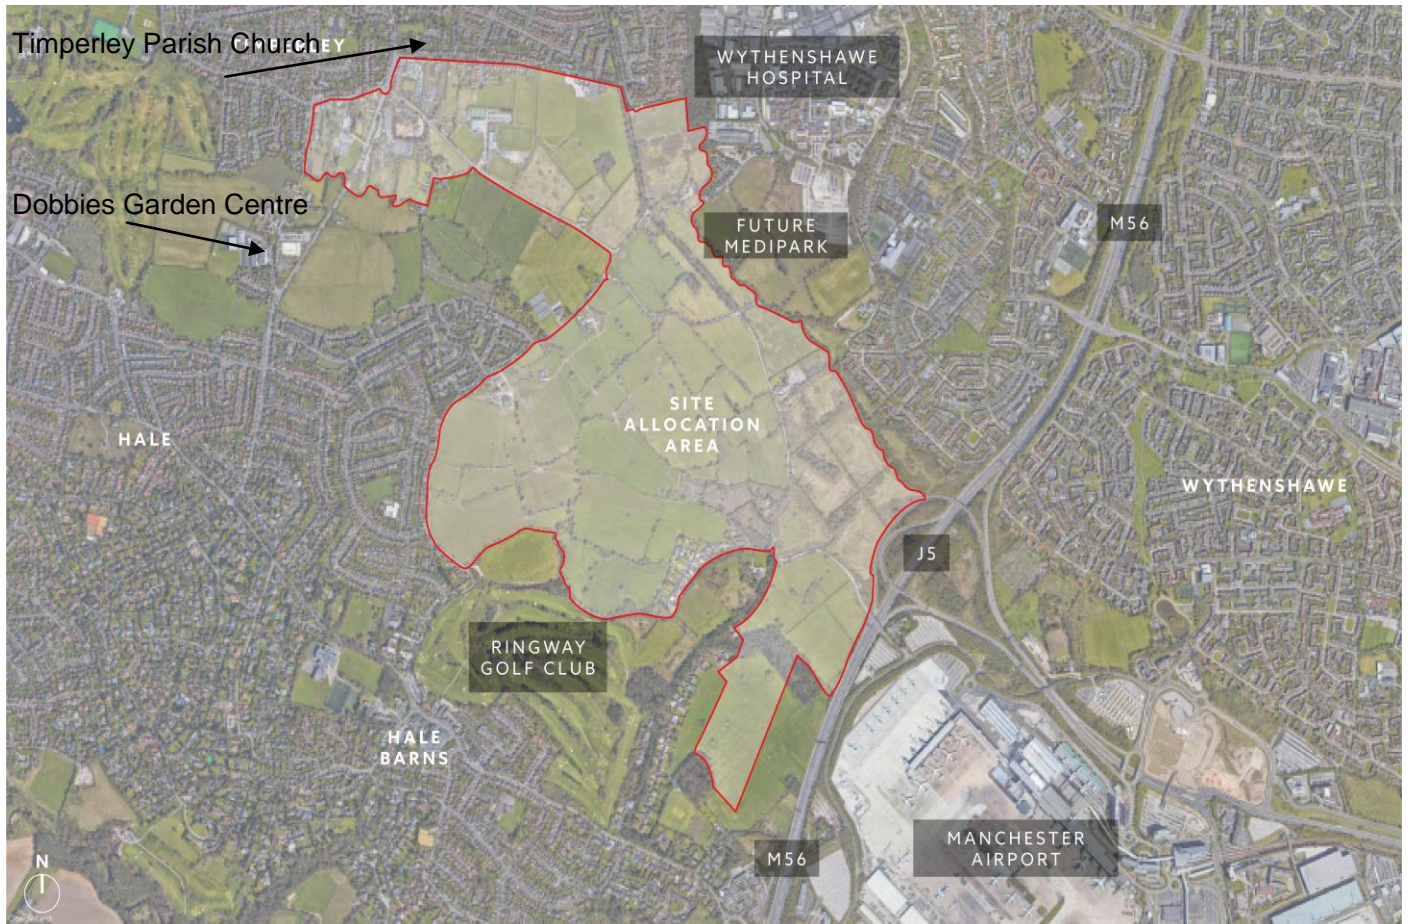 Timperley Parish Church
TIMPERLEY
WYTHENSHAWE
HOSPITAL
Dobbies Garden Centre
FUTURE
MEDIPARK
M56
SITE
ALLOCATION
AREA
HALE
WYTHENSHAWE
J5
RINGWAY
GOLF CLUB
HALE
BARNS
MANCHESTER
AIRPORT
M56
N